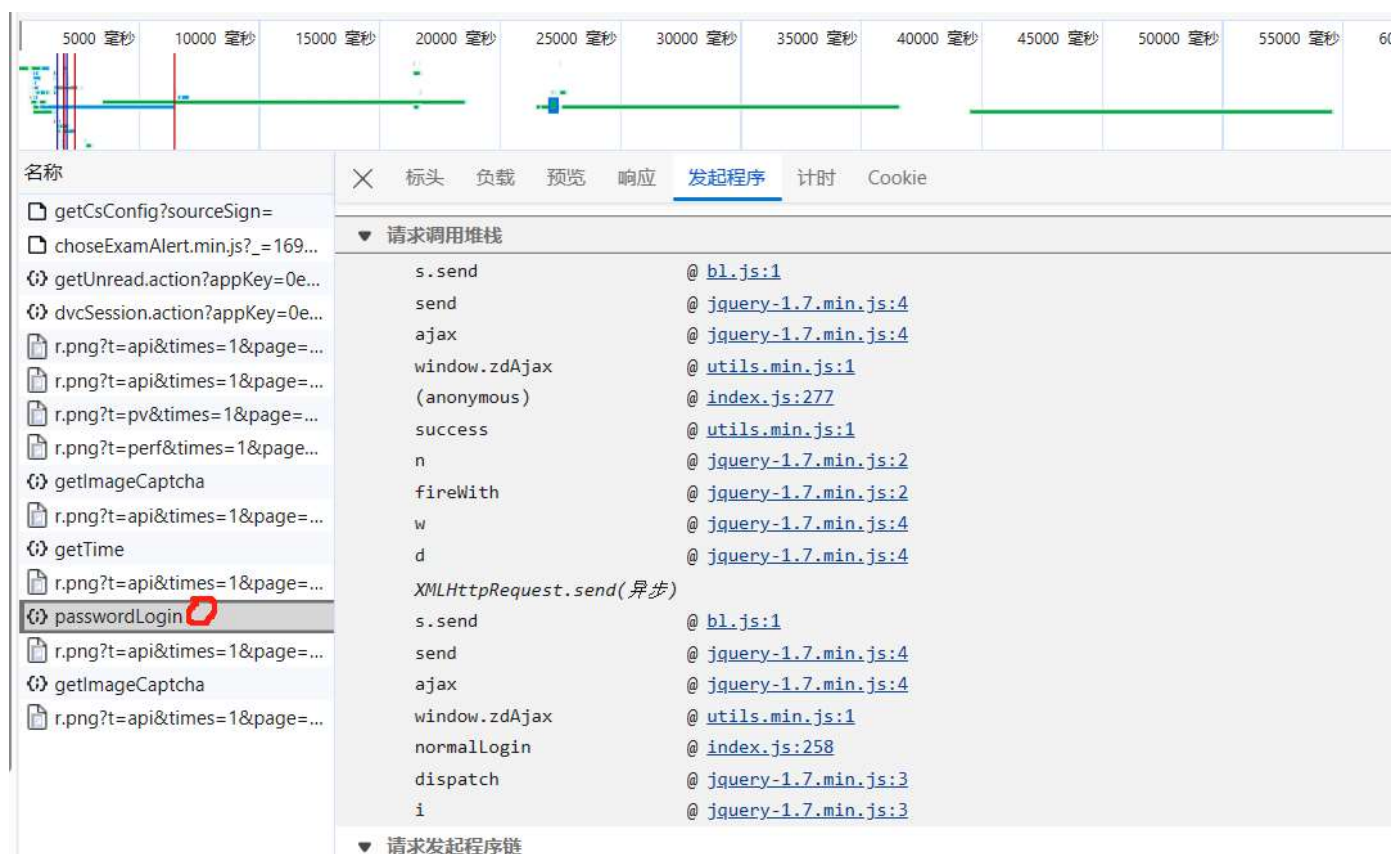 5000 毫秒 10000 毫秒 15000 毫秒 20000 毫秒 25000 毫秒 30000 毫秒 35000 毫秒 40000 毫秒 45000 毫秒 50000 毫秒 55000 毫秒 60
名称
getCsConfig?sourceSign=
choseExamAlert.min.js?_=169...
getUnread.action?appKey=0e...
dvcSession.action?appKey=0e...
r.png?t=api&times=1&page=...
r.png?t=api&times=1&page=...
r.png?t=pv&times=1&page=...
r.png?t=perf&times=1&page...
getImageCaptcha
r.png?t=api&times=1&page=...
getTime
r.png?t=api&times=1&page=...
passwordLogin
r.png?t=api&times=1&page=...
getImageCaptcha
r.png?t=api&times=1&page=...
标头 负载 预览 响应 发起程序 计时 Cookie
请求调用堆栈
s.send @ bl.js:1
send @ jquery-1.7.min.js:4
ajax @ jquery-1.7.min.js:4
window.zdAjax @ utils.min.js:1
(anonymous) @ index.js:277
success @ utils.min.js:1
n @ jquery-1.7.min.js:2
fireWith @ jquery-1.7.min.js:2
w @ jquery-1.7.min.js:4
d @ jquery-1.7.min.js:4
XMLHttpRequest.send(异步)
s.send @ bl.js:1
send @ jquery-1.7.min.js:4
ajax @ jquery-1.7.min.js:4
window.zdAjax @ utils.min.js:1
normalLogin @ index.js:258
dispatch @ jquery-1.7.min.js:3
i @ jquery-1.7.min.js:3
请求发起程序链